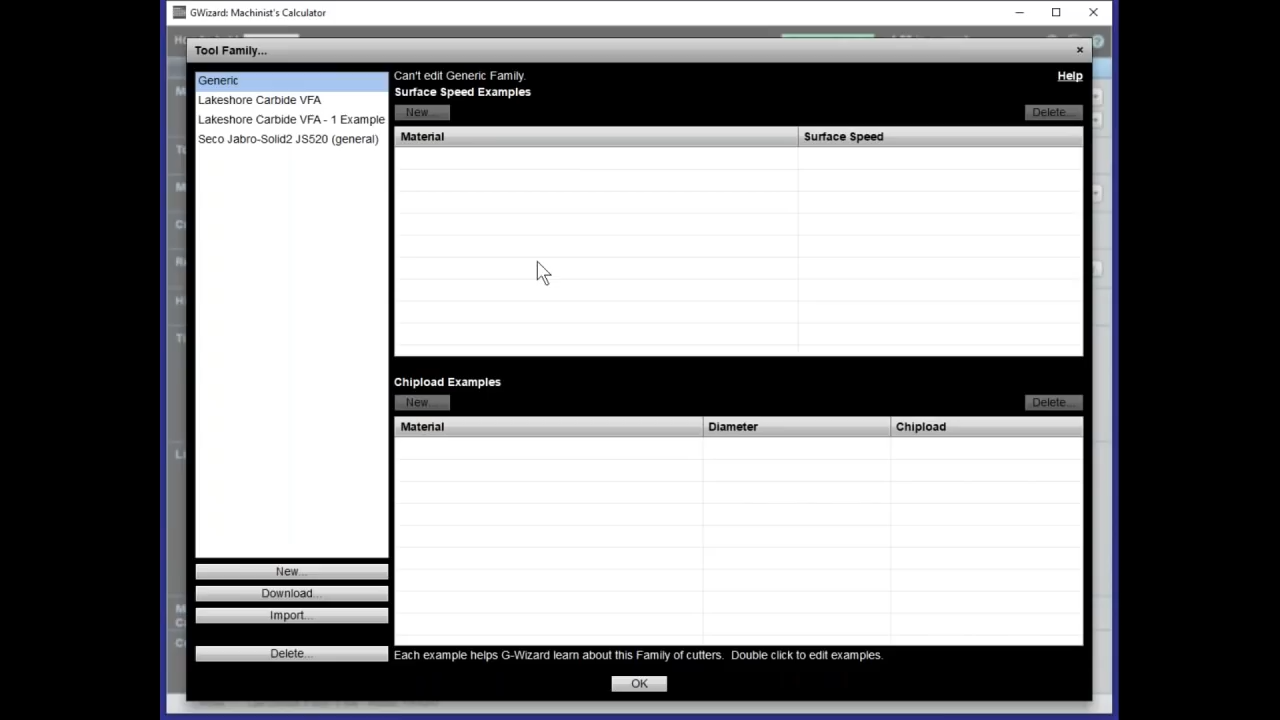 GWizard: Machinist's Calculator
Tool Family...
Generic
Lakeshore Carbide VFA
Lakeshore Carbide VFA - 1 Example
Seco Jabro-Solid2 JS520 (general)
New...
Download...
Import...
Delete...
Can't edit Generic Family.
Help
Surface Speed Examples
New...
Delete...
Material
Surface Speed
Chipload Examples
New...
Delete...
Material
Diameter
Chipload
Each example helps G-Wizard learn about this Family of cutters. Double click to edit examples.
OK